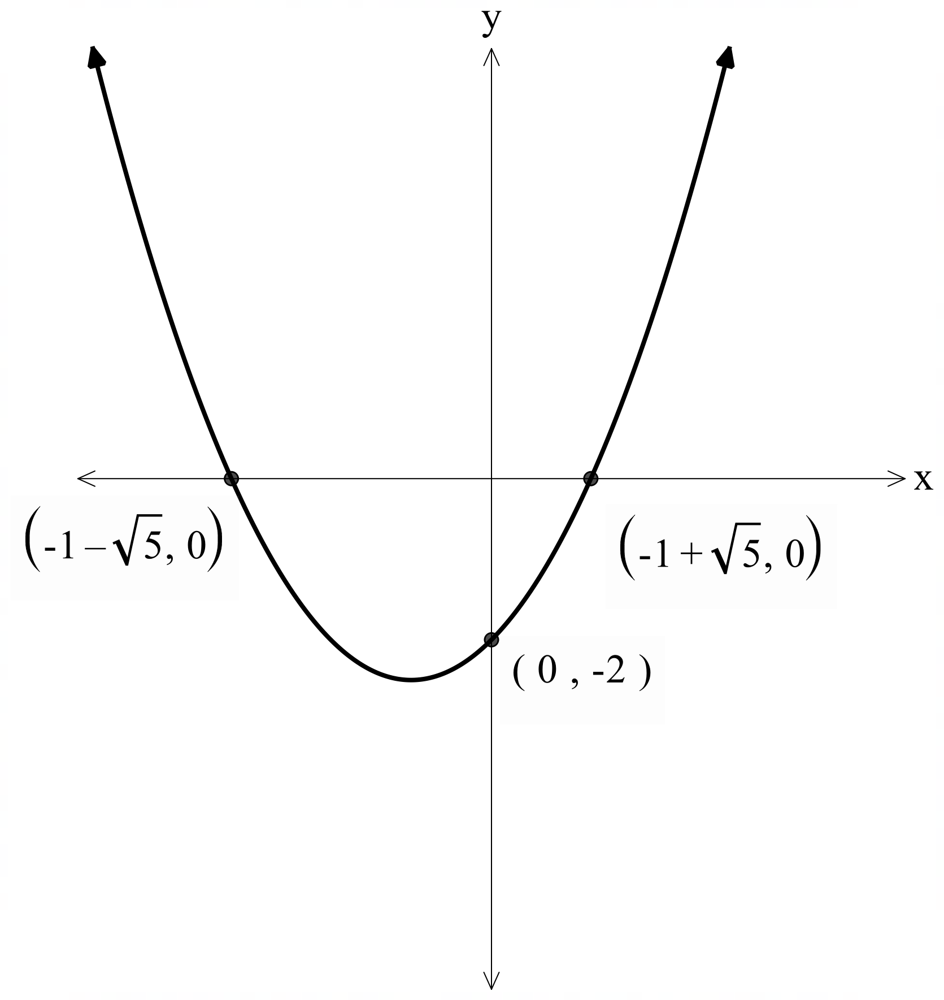 y
x
(-1 – √5, 0)
(-1 + √5, 0)
( 0 , -2 )